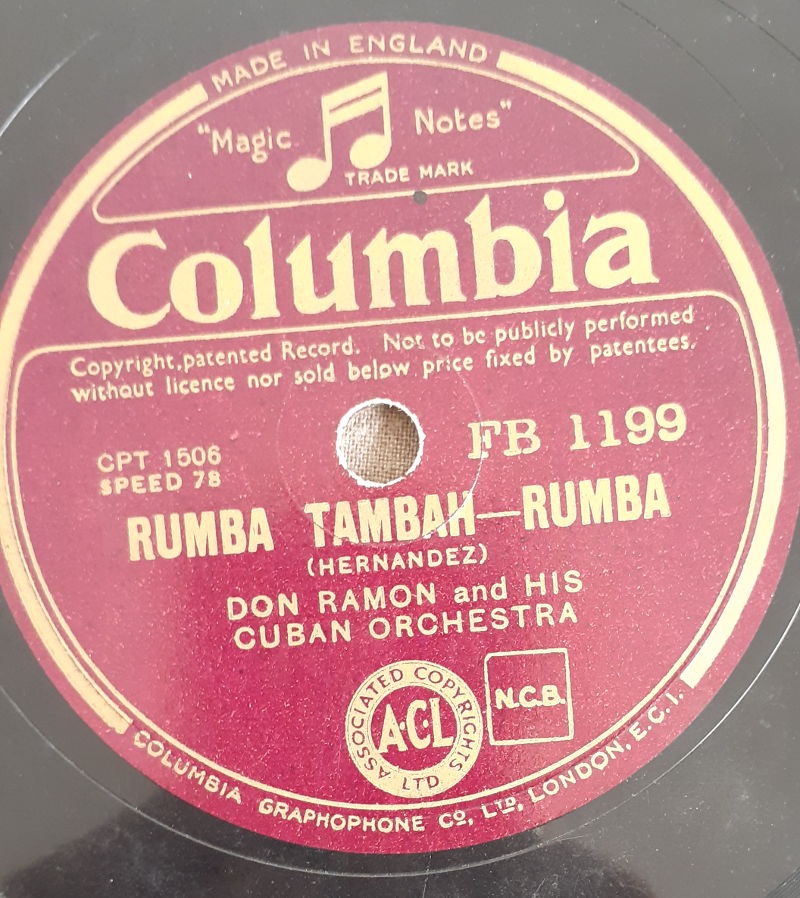 MADE IN ENGLAND
"Magic Notes"
TRADE MARK
Columbia
Copyright, patented Record. Not to be publicly performed
without licence nor sold below price fixed by patentees.
CPT 1506
FB 1199
SPEED 78
RUMBA TAMBAH—RUMBA
(HERNANDEZ)
DON RAMON and HIS
CUBAN ORCHESTRA
ASSOCIATED COPYRIGHTS LTD
A·C·L
N.C.B.
COLUMBIA GRAPHOPHONE Co, LTD, LONDON, E.C.1.